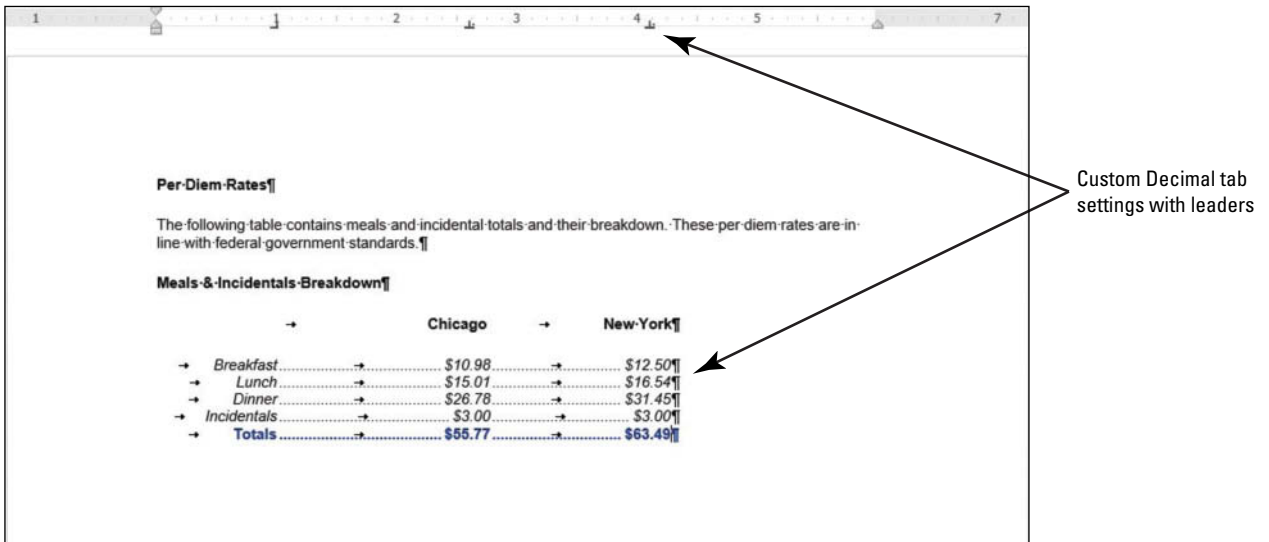 1 1 2 3 4 5 7
Per·Diem·Rates¶
The·following·table·contains·meals·and·incidental·totals·and·their·breakdown.·These·per·diem·rates·are·in·
line·with·federal·government·standards.¶
Meals·&·Incidentals·Breakdown¶
→ Chicago → New·York¶
→ Breakfast................→................$10.98................→................$12.50¶
→ Lunch................→................$15.01................→................$16.54¶
→ Dinner................→................$26.78................→................$31.45¶
→ Incidentals................→................$3.00................→................$3.00¶
→ Totals................→................$55.77................→................$63.49¶
Custom Decimal tab
settings with leaders